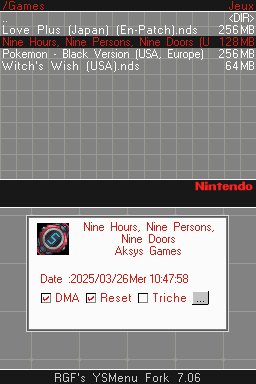 /Games Jeux
.. <DIR>
Love Plus (Japan) (En-Patch).nds 256MB
Nine Hours, Nine Persons, Nine Doors (U 128MB
Pokemon - Black Version (USA, Europe) 256MB
Witch's Wish (USA).nds 64MB
Nintendo
Nine Hours, Nine Persons,
Nine Doors
Aksys Games
Date :2025/03/26Mer 10:47:58
DMA Reset Triche ...
RGF's YSMenu Fork 7.06